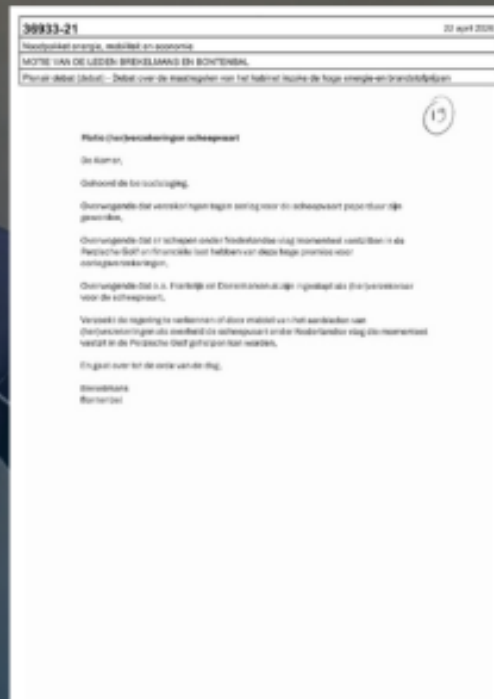 36933-21 22 april 2026
Noodpakket energie, mobiliteit en economie
MOTIE VAN DE LEDEN BREKELMANS EN BONTENBAL
Plenair debat (debat) - Debat over de maatregelen van het kabinet inzake de hoge energie-en brandstofprijzen
Motie (her)verzekeringen scheepvaart
De Kamer,
Gehoord de beraadslaging,
Overwegende dat verzekeringen tegen oorlog voor de scheepvaart peperduur zijn
geworden,
Overwegende dat er schepen onder Nederlandse vlag momenteel vastzitten in de
Perzische Golf en financiële last hebben van deze hoge premies voor
oorlogsverzekeringen,
Overwegende dat o.a. Frankrijk en Denemarken al zijn ingestapt als (her)verzekeraar
voor de scheepvaart,
Verzoekt de regering te verkennen of door middel van het aanbieden van
(her)verzekeringen als overheid de scheepvaart onder Nederlandse vlag die momenteel
vastzit in de Perzische Golf geholpen kan worden,
En gaat over tot de orde van de dag,
Brekelmans
Bontenbal